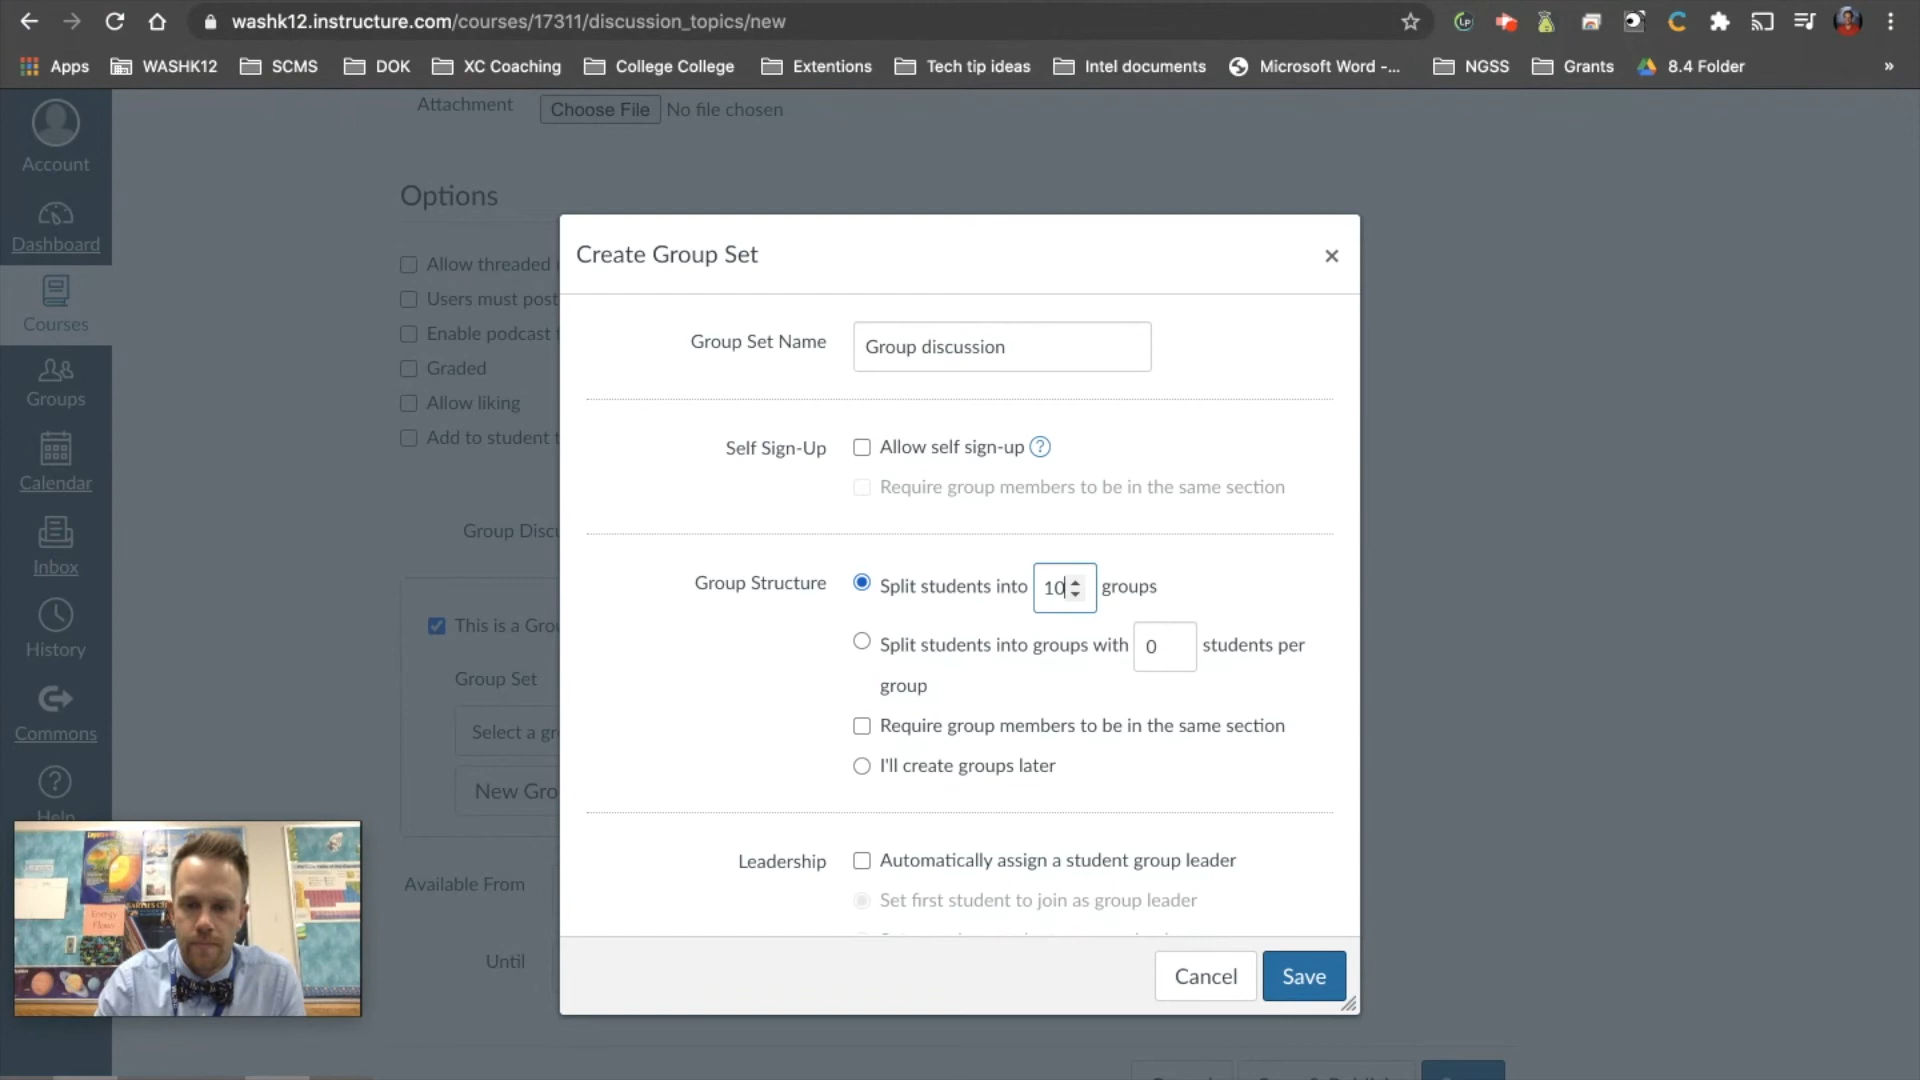 washk12.instructure.com/courses/17311/discussion_topics/new
Apps WASHK12 SCMS DOK XC Coaching College College Extentions Tech tip ideas Intel documents Microsoft Word -... NGSS Grants 8.4 Folder »
Account
Dashboard
Courses
Groups
Calendar
Inbox
History
Commons
Help
Attachment Choose File No file chosen
Options
Allow threaded
Users must post
Enable podcast
Graded
Allow liking
Add to student
Group Discu
This is a Grou
Group Set
Select a gr
New Gro
Available From
Until
Create Group Set ×
Group Set Name Group discussion
Self Sign-Up Allow self sign-up ?
Require group members to be in the same section
Group Structure Split students into 10 groups
Split students into groups with 0 students per
group
Require group members to be in the same section
I'll create groups later
Leadership Automatically assign a student group leader
Set first student to join as group leader
Cancel Save
Energy
Flows